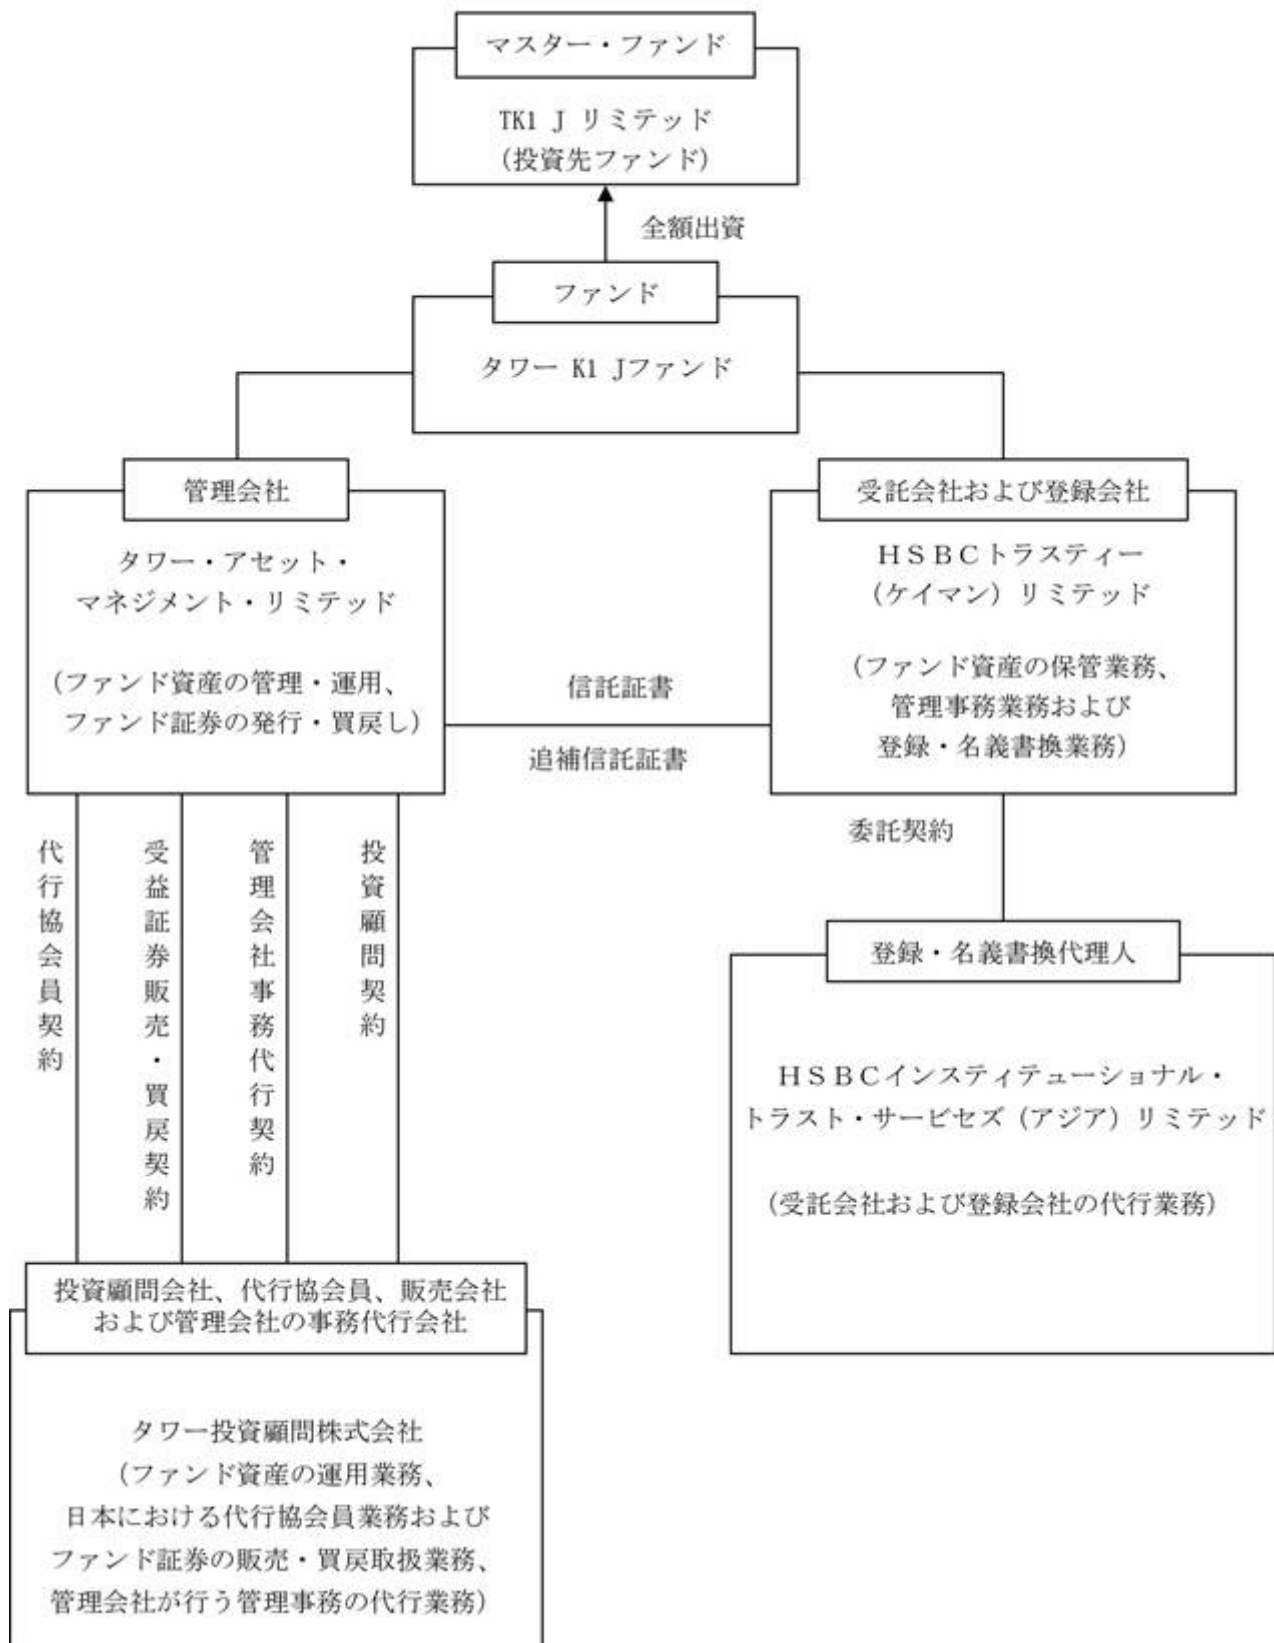 マスター・ファンド
TK1 J リミテッド
（投資先ファンド）
全額出資
ファンド
タワー K1 Jファンド
管理会社
タワー・アセット・
マネジメント・リミテッド
（ファンド資産の管理・運用、
ファンド証券の発行・買戻し）
受託会社および登録会社
ＨＳＢＣトラスティー
（ケイマン）リミテッド
（ファンド資産の保管業務、
管理事務業務および
登録・名義書換業務）
信託証書
追補信託証書
委託契約
代行協会員契約
受益証券販売・買戻契約
管理会社事務代行契約
投資顧問契約
登録・名義書換代理人
ＨＳＢＣインスティテューショナル・
トラスト・サービセズ（アジア）リミテッド
（受託会社および登録会社の代行業務）
投資顧問会社、代行協会員、販売会社
および管理会社の事務代行会社
タワー投資顧問株式会社
（ファンド資産の運用業務、
日本における代行協会員業務および
ファンド証券の販売・買戻取扱業務、
管理会社が行う管理事務の代行業務）